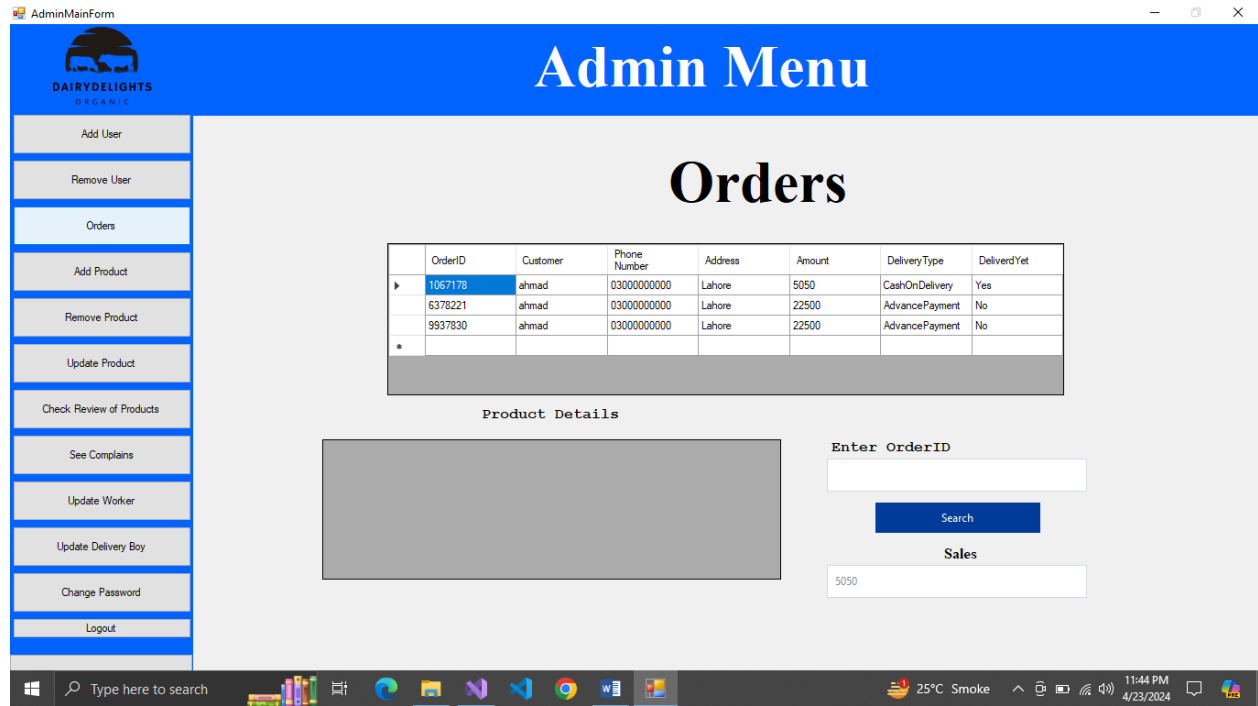 AdminMainForm
DAIRYDELIGHTS
ORGANIC
Admin Menu
Add User
Remove User
Orders
Add Product
Remove Product
Update Product
Check Review of Products
See Complains
Update Worker
Update Delivery Boy
Change Password
Logout
Orders
OrderID Customer Phone Number Address Amount DeliveryType DeliverdYet
1067178 ahmad 03000000000 Lahore 5050 CashOnDelivery Yes
6378221 ahmad 03000000000 Lahore 22500 AdvancePayment No
9937830 ahmad 03000000000 Lahore 22500 AdvancePayment No
Product Details
Enter OrderID
Search
Sales
5050
Type here to search
1
25°C Smoke
11:44 PM
4/23/2024
PRE